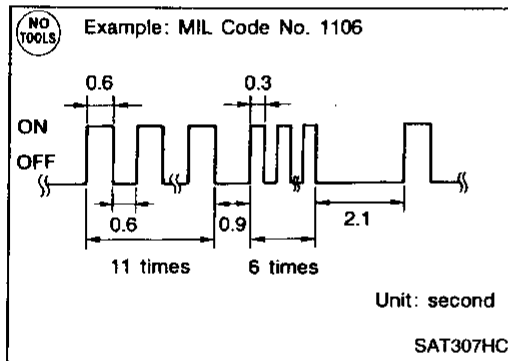 NO
TOOLS
Example: MIL Code No. 1106
0.6
0.3
ON
OFF
0.6
0.9
2.1
11 times
6 times
Unit: second
SAT307HC